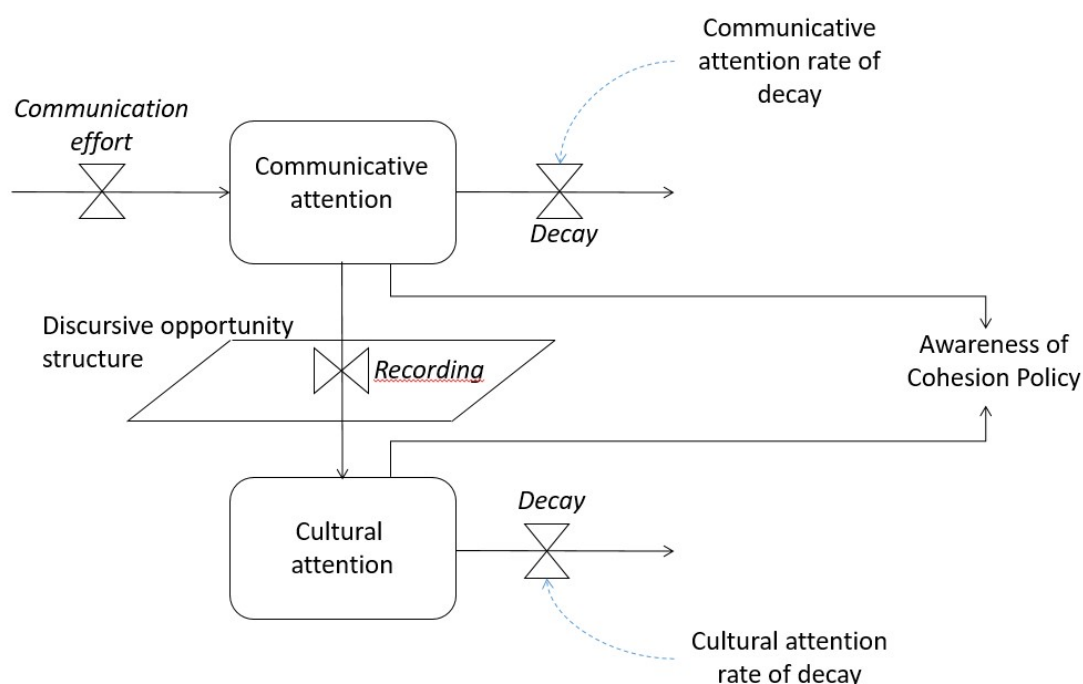 Communicative
attention rate of
decay
Communication
effort
Communicative
attention
Decay
Discursive opportunity
structure
Recording
Awareness of
Cohesion Policy
Decay
Cultural
attention
Cultural attention
rate of decay